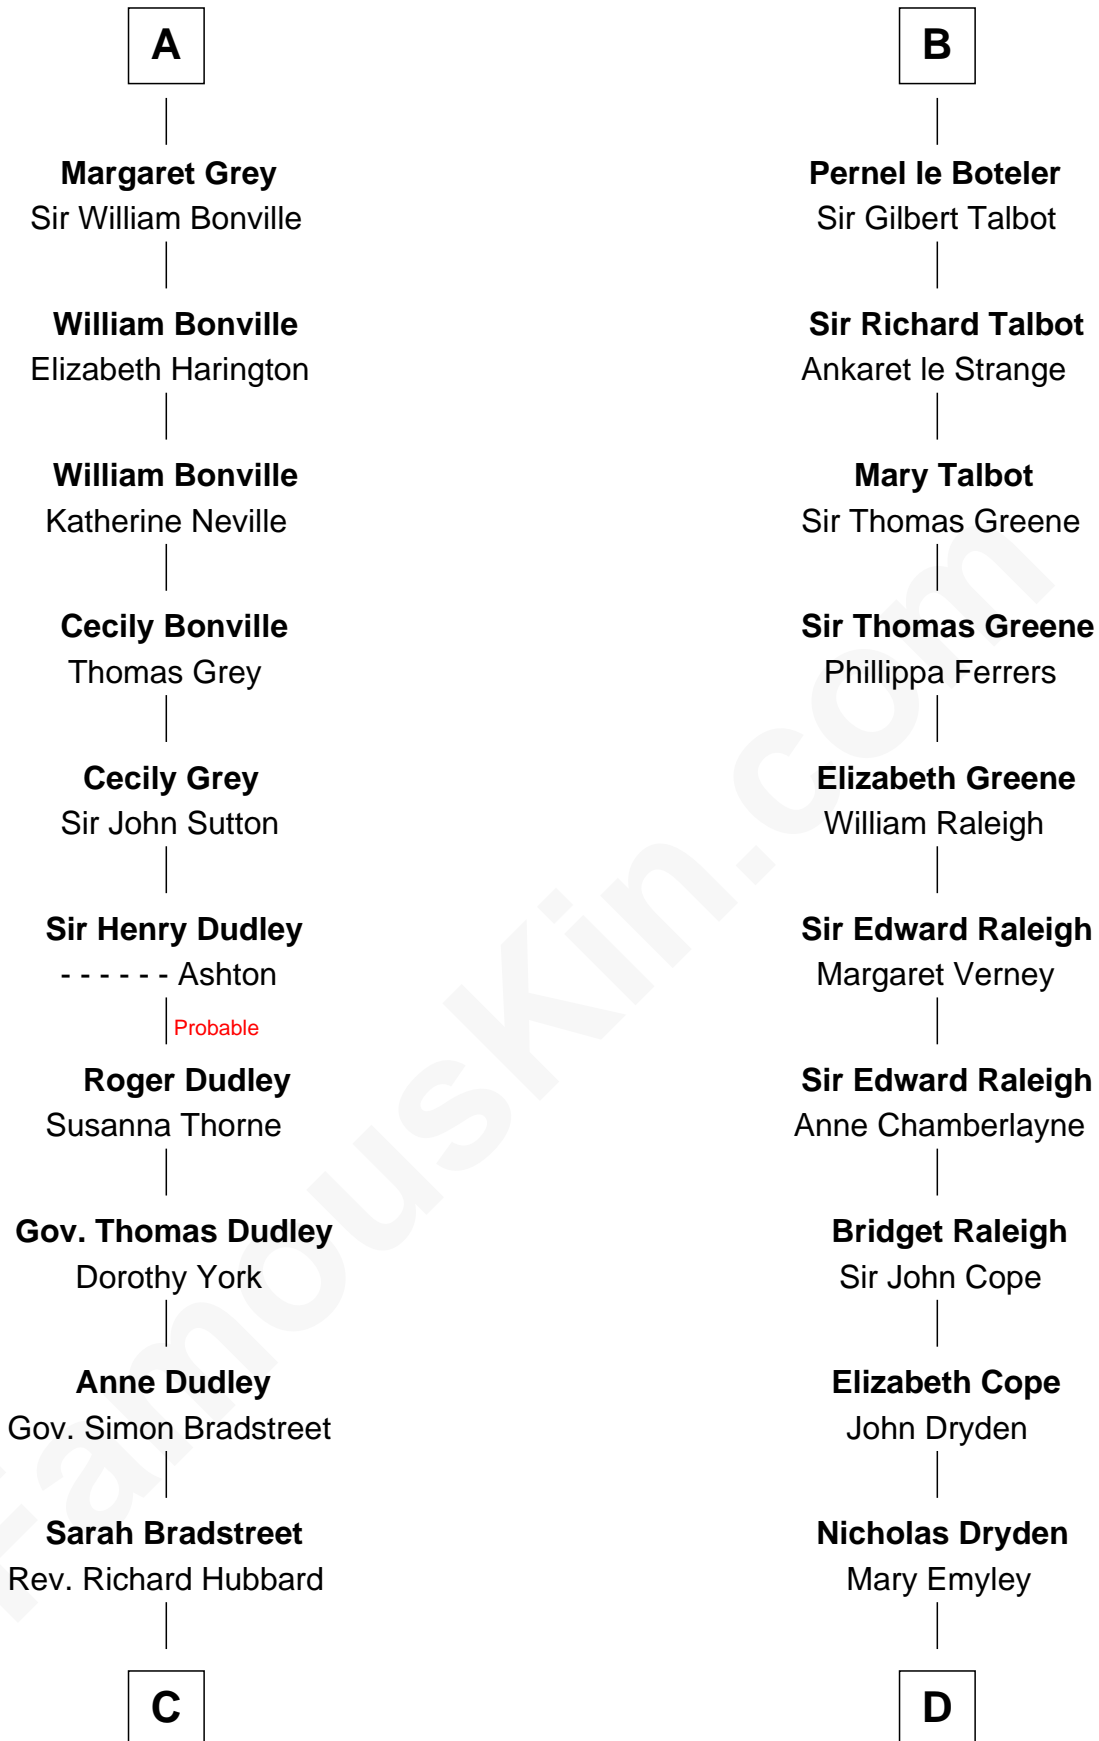 A
Margaret Grey
Sir William Bonville
William Bonville
Elizabeth Harington
William Bonville
Katherine Neville
Cecily Bonville
Thomas Grey
Cecily Grey
Sir John Sutton
Sir Henry Dudley
- - - - - - Ashton
Probable
Roger Dudley
Susanna Thorne
Gov. Thomas Dudley
Dorothy York
Anne Dudley
Gov. Simon Bradstreet
Sarah Bradstreet
Rev. Richard Hubbard
C
B
Pernel le Boteler
Sir Gilbert Talbot
Sir Richard Talbot
Ankaret le Strange
Mary Talbot
Sir Thomas Greene
Sir Thomas Greene
Phillippa Ferrers
Elizabeth Greene
William Raleigh
Sir Edward Raleigh
Margaret Verney
Sir Edward Raleigh
Anne Chamberlayne
Bridget Raleigh
Sir John Cope
Elizabeth Cope
John Dryden
Nicholas Dryden
Mary Emyley
D
FamousKin.com